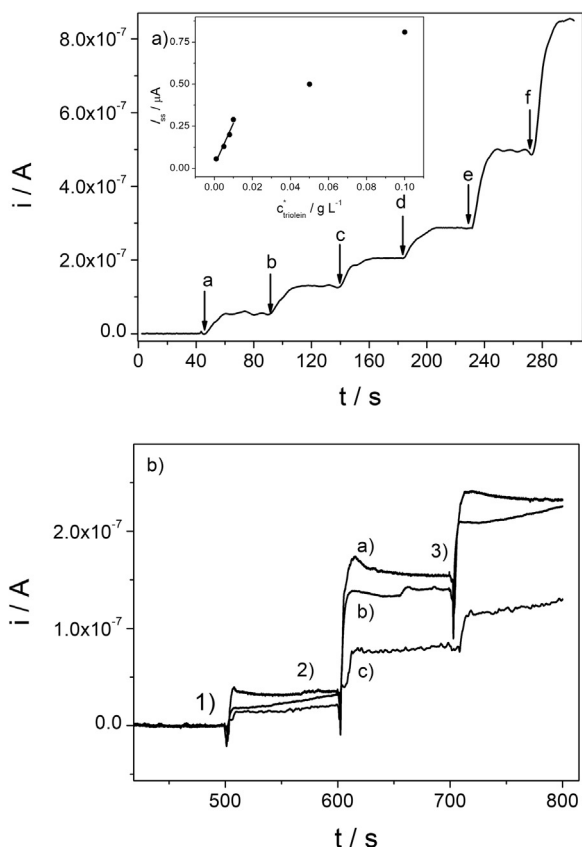 8.0x10⁻⁷
6.0x10⁻⁷
4.0x10⁻⁷
2.0x10⁻⁷
0.0
i / A
0 40 80 120 160 200 240 280
t / s
a b c d e f
a)
0.75
0.50
0.25
0.00
I_ss / μA
0.00 0.02 0.04 0.06 0.08 0.10
c*_triolein / g L⁻¹
b)
2.0x10⁻⁷
1.0x10⁻⁷
0.0
i / A
1) 2) 3)
a)
b)
c)
500 600 700 800
t / s